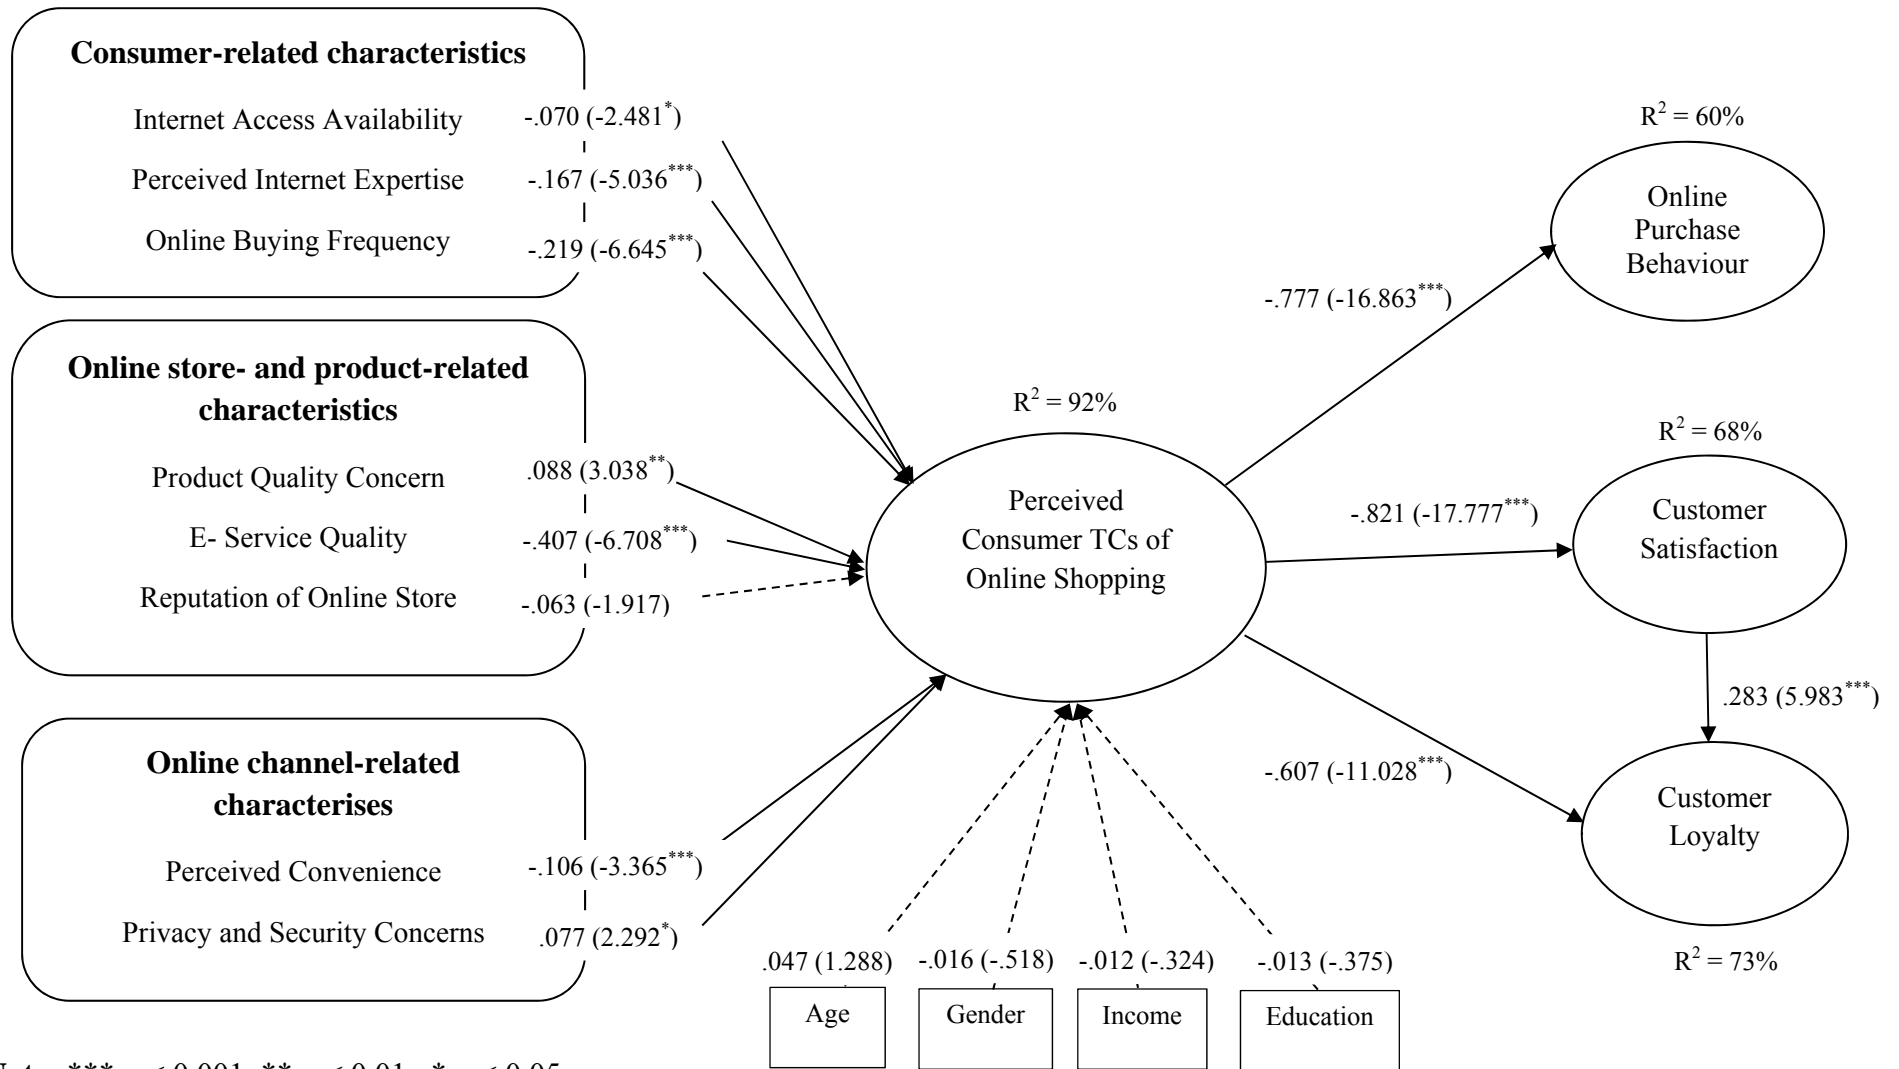 Consumer-related characteristics
Internet Access Availability -.070 (-2.481*)
Perceived Internet Expertise -.167 (-5.036***)
Online Buying Frequency -.219 (-6.645***)
Online store- and product-related
characteristics
Product Quality Concern .088 (3.038**)
E- Service Quality -.407 (-6.708***)
Reputation of Online Store -.063 (-1.917)
Online channel-related
characterises
Perceived Convenience -.106 (-3.365***)
Privacy and Security Concerns .077 (2.292*)
R² = 92%
Perceived
Consumer TCs of
Online Shopping
.047 (1.288) -.016 (-.518) -.012 (-.324) -.013 (-.375)
Age Gender Income Education
-.777 (-16.863***)
-.821 (-17.777***)
-.607 (-11.028***)
R² = 60%
Online
Purchase
Behaviour
R² = 68%
Customer
Satisfaction
.283 (5.983***)
Customer
Loyalty
R² = 73%